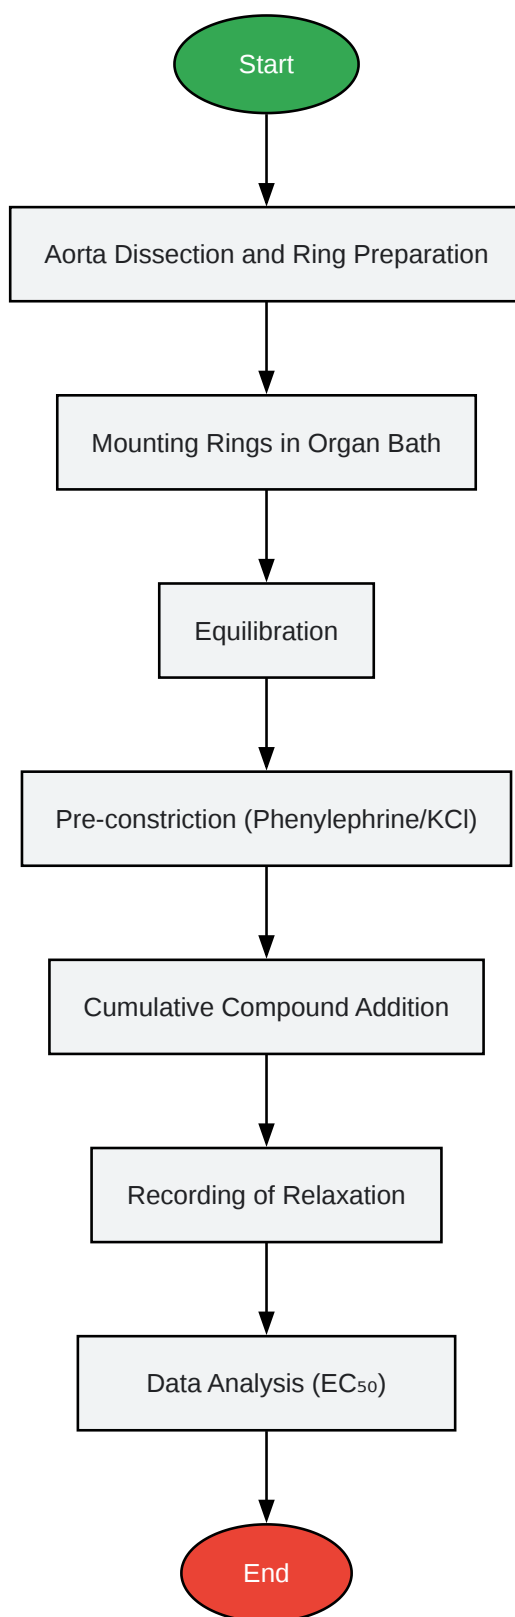 Start
Aorta Dissection and Ring Preparation
Mounting Rings in Organ Bath
Equilibration
Pre-constriction (Phenylephrine/KCl)
Cumulative Compound Addition
Recording of Relaxation
Data Analysis (EC₅₀)
End